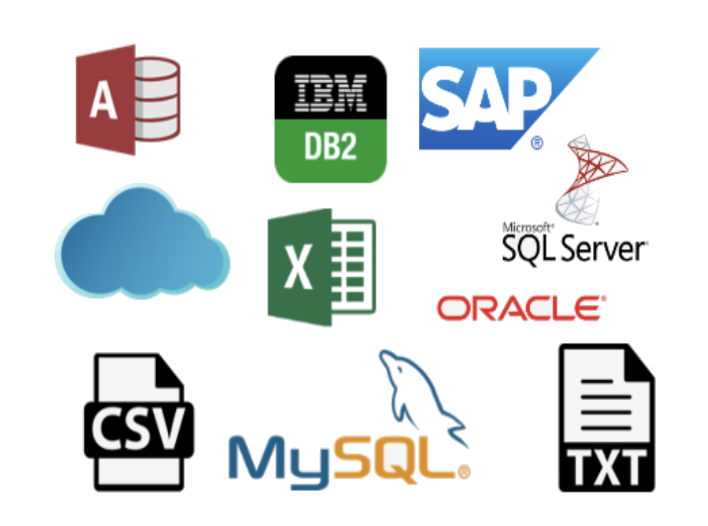 A
IBM
DB2
SAP®
Microsoft®
SQL Server®
X
ORACLE®
CSV
MySQL®
TXT